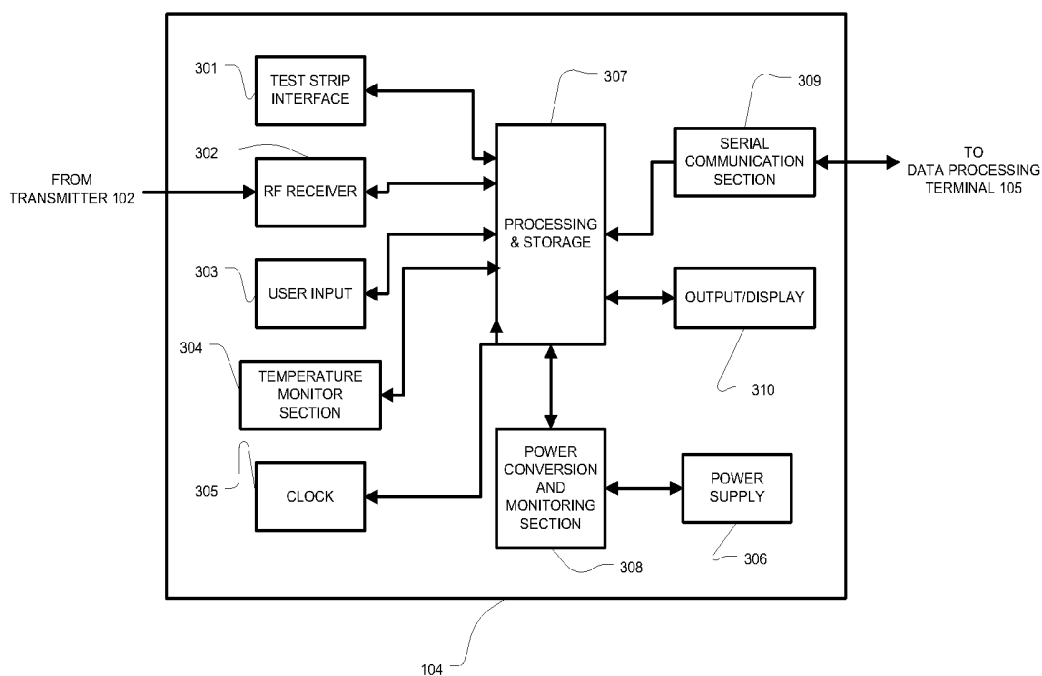 301
TEST STRIP
INTERFACE
307
309
302
SERIAL
COMMUNICATION
SECTION
TO
DATA PROCESSING
TERMINAL 105
FROM
TRANSMITTER 102
RF RECEIVER
PROCESSING
& STORAGE
303
USER INPUT
OUTPUT/DISPLAY
304
TEMPERATURE
MONITOR
SECTION
310
305
CLOCK
POWER
CONVERSION
AND
MONITORING
SECTION
POWER
SUPPLY
308
306
104